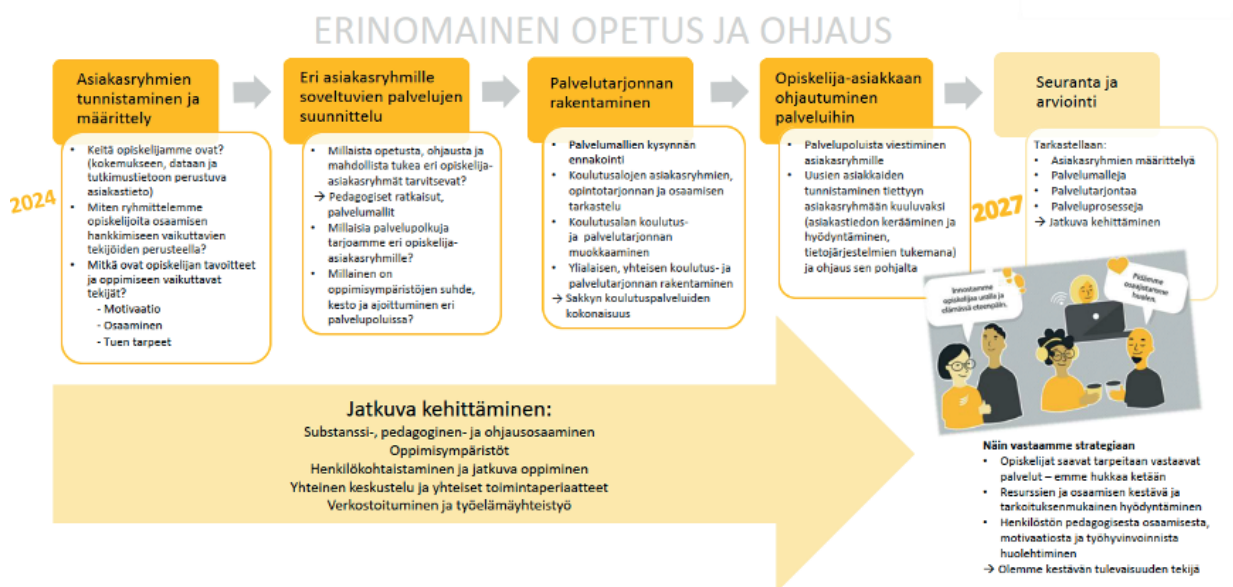 ERINOMAINEN OPETUS JA OHJAUS
Asiakasryhmien
tunnistaminen ja
määrittely
2024
• Keitä opiskelijamme ovat?
(kokemukseen, dataan ja
tutkimustietoon perustuva
asiakastieto)
• Miten ryhmittelemme
opiskelijoita osaamisen
hankkimiseen vaikuttavien
tekijöiden perusteella?
• Mitkä ovat opiskelijan tavoitteet
ja oppimiseen vaikuttavat
tekijät?
- Motivaatio
- Osaaminen
- Tuen tarpeet
Eri asiakasryhmille
soveltuvien palvelujen
suunnittelu
• Millaista opetusta, ohjausta ja
mahdollista tukea eri opiskelija-
asiakasryhmät tarvitsevat?
→ Pedagogiset ratkaisut,
palvelumallit
• Millaisia palvelupolkuja
tarjoamme eri opiskelija-
asiakasryhmille?
• Millainen on
oppimisympäristöjen suhde,
kesto ja ajoittuminen eri
palvelupoluissa?
Palvelutarjonnan
rakentaminen
• Palvelumallien kysynnän
ennakointi
• Koulutusalojen asiakasryhmien,
opintotarjonnan ja osaamisen
tarkastelu
• Koulutusalan koulutus-
ja palvelutarjonnan
muokkaaminen
• Ylialaisen, yhteisen koulutus- ja
palvelutarjonnan rakentaminen
→ Sakkyn koulutuspalveluiden
kokonaisuus
Opiskelija-asiakkaan
ohjautuminen
palveluihin
• Palvelupoluista viestiminen
asiakasryhmille
• Uusien asiakkaiden
tunnistaminen tiettyyn
asiakasryhmään kuuluvaksi
(asiakastiedon kerääminen ja
hyödyntäminen,
tietojärjestelmien tukemana)
ja ohjaus sen pohjalta
2027
Seuranta ja
arviointi
Tarkastellaan:
• Asiakasryhmien määrittelyä
• Palvelumalleja
• Palvelutarjontaa
• Palveluprosesseja
→ Jatkuva kehittäminen
Innostamme
opiskelijaa uralla ja
elämässä eteenpäin.
Pidämme
osaajistamme
huolen.
Jatkuva kehittäminen:
Substanssi-, pedagoginen- ja ohjausosaaminen
Oppimisympäristöt
Henkilökohtaistaminen ja jatkuva oppiminen
Yhteinen keskustelu ja yhteiset toimintaperiaatteet
Verkostoituminen ja työelämäyhteistyö
Näin vastaamme strategiaan
• Opiskelijat saavat tarpeitaan vastaavat
palvelut – emme hukkaa ketään
• Resurssien ja osaamisen kestävä ja
tarkoituksenmukainen hyödyntäminen
• Henkilöstön pedagogisesta osaamisesta,
motivaatiosta ja työhyvinvoinnista
huolehtiminen
→ Olemme kestävän tulevaisuuden tekijä